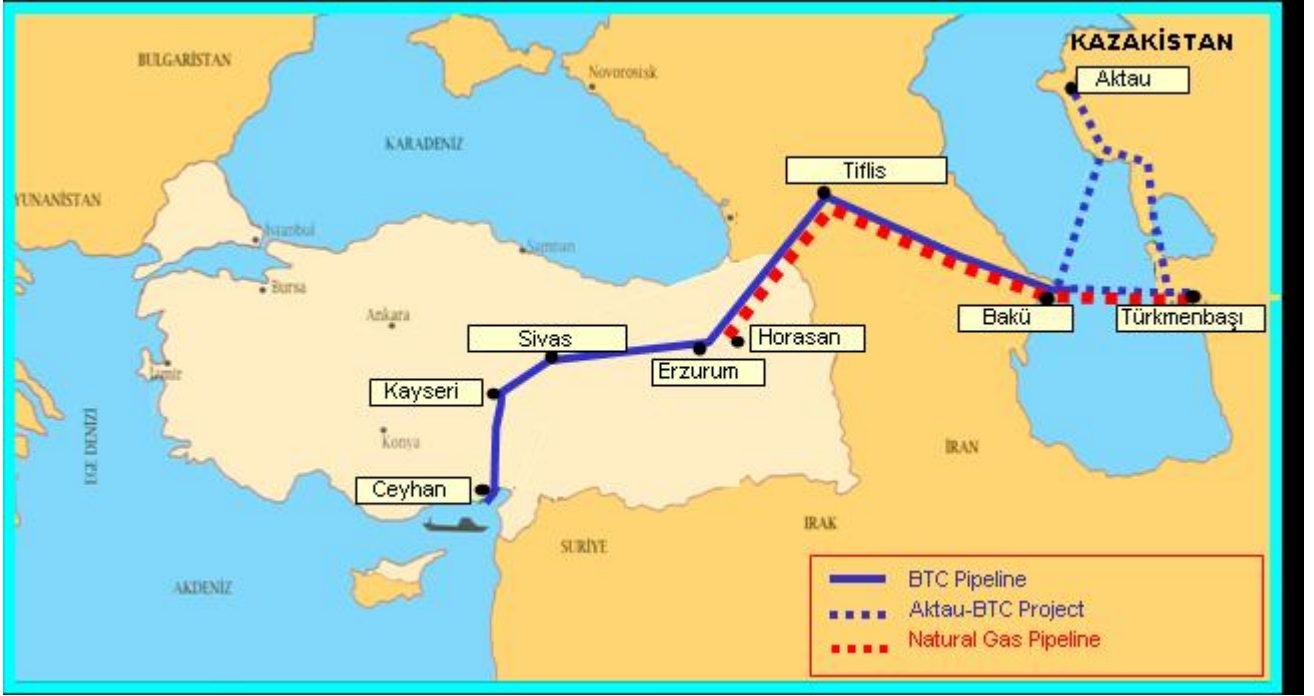 KAZAKİSTAN
BULGARİSTAN
Novorosisk
Aktau
KARADENİZ
Tiflis
YUNANİSTAN
İstanbul
Samsun
Bursa
Ankara
Bakü
Türkmenbaşı
Sivas
Horasan
Erzurum
İzmir
Kayseri
Konya
EGE DENİZİ
İRAN
Ceyhan
IRAK
SURİYE
AKDENİZ
BTC Pipeline
Aktau-BTC Project
Natural Gas Pipeline